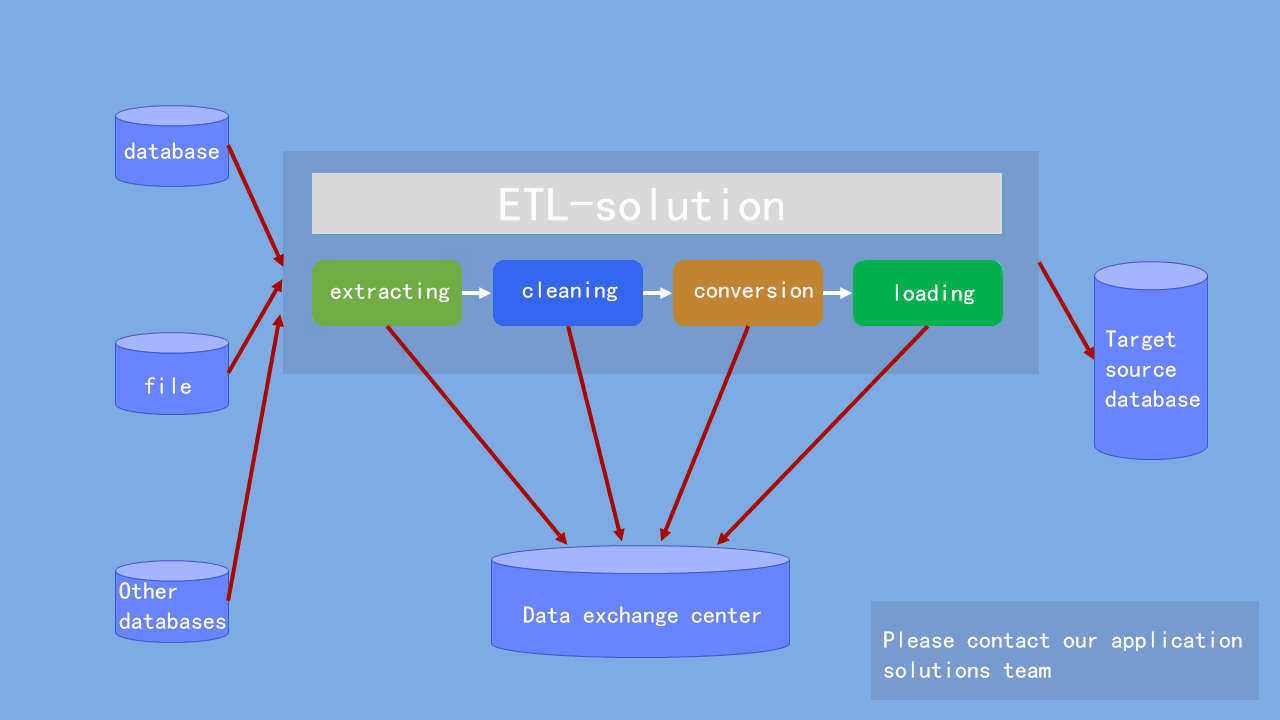 database
ETL-solution
extracting
cleaning
conversion
loading
file
Target
source
database
Other
databases
Data exchange center
Please contact our application
solutions team